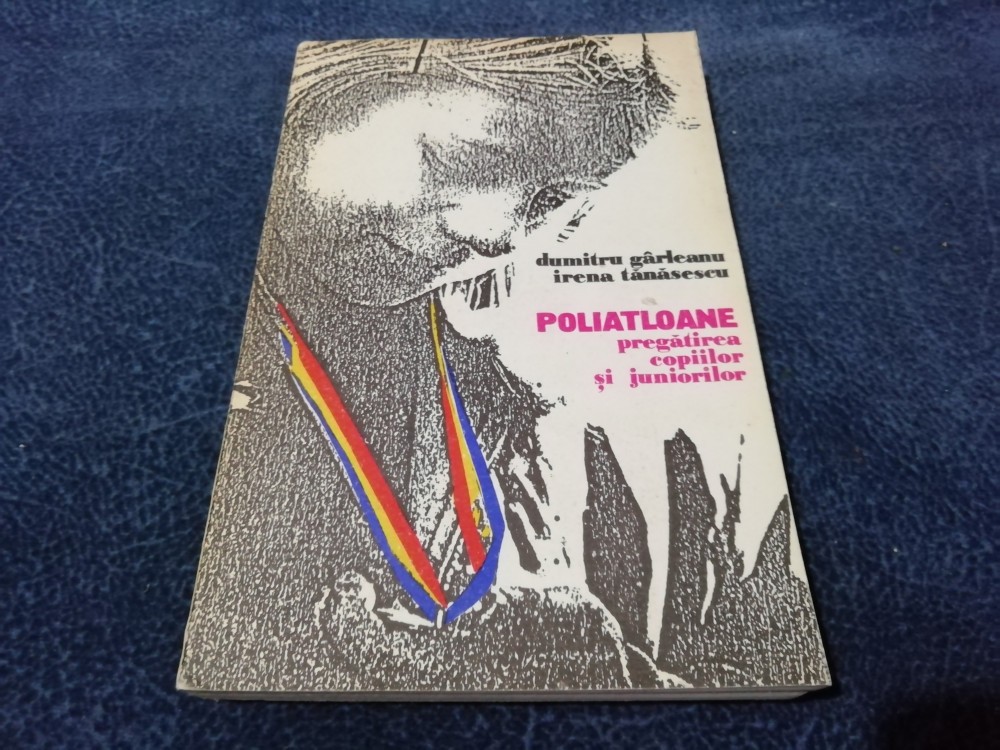 dumitru gârleanu
irena tănăsescu
POLIATLOANE
pregătirea
copiilor
și juniorilor